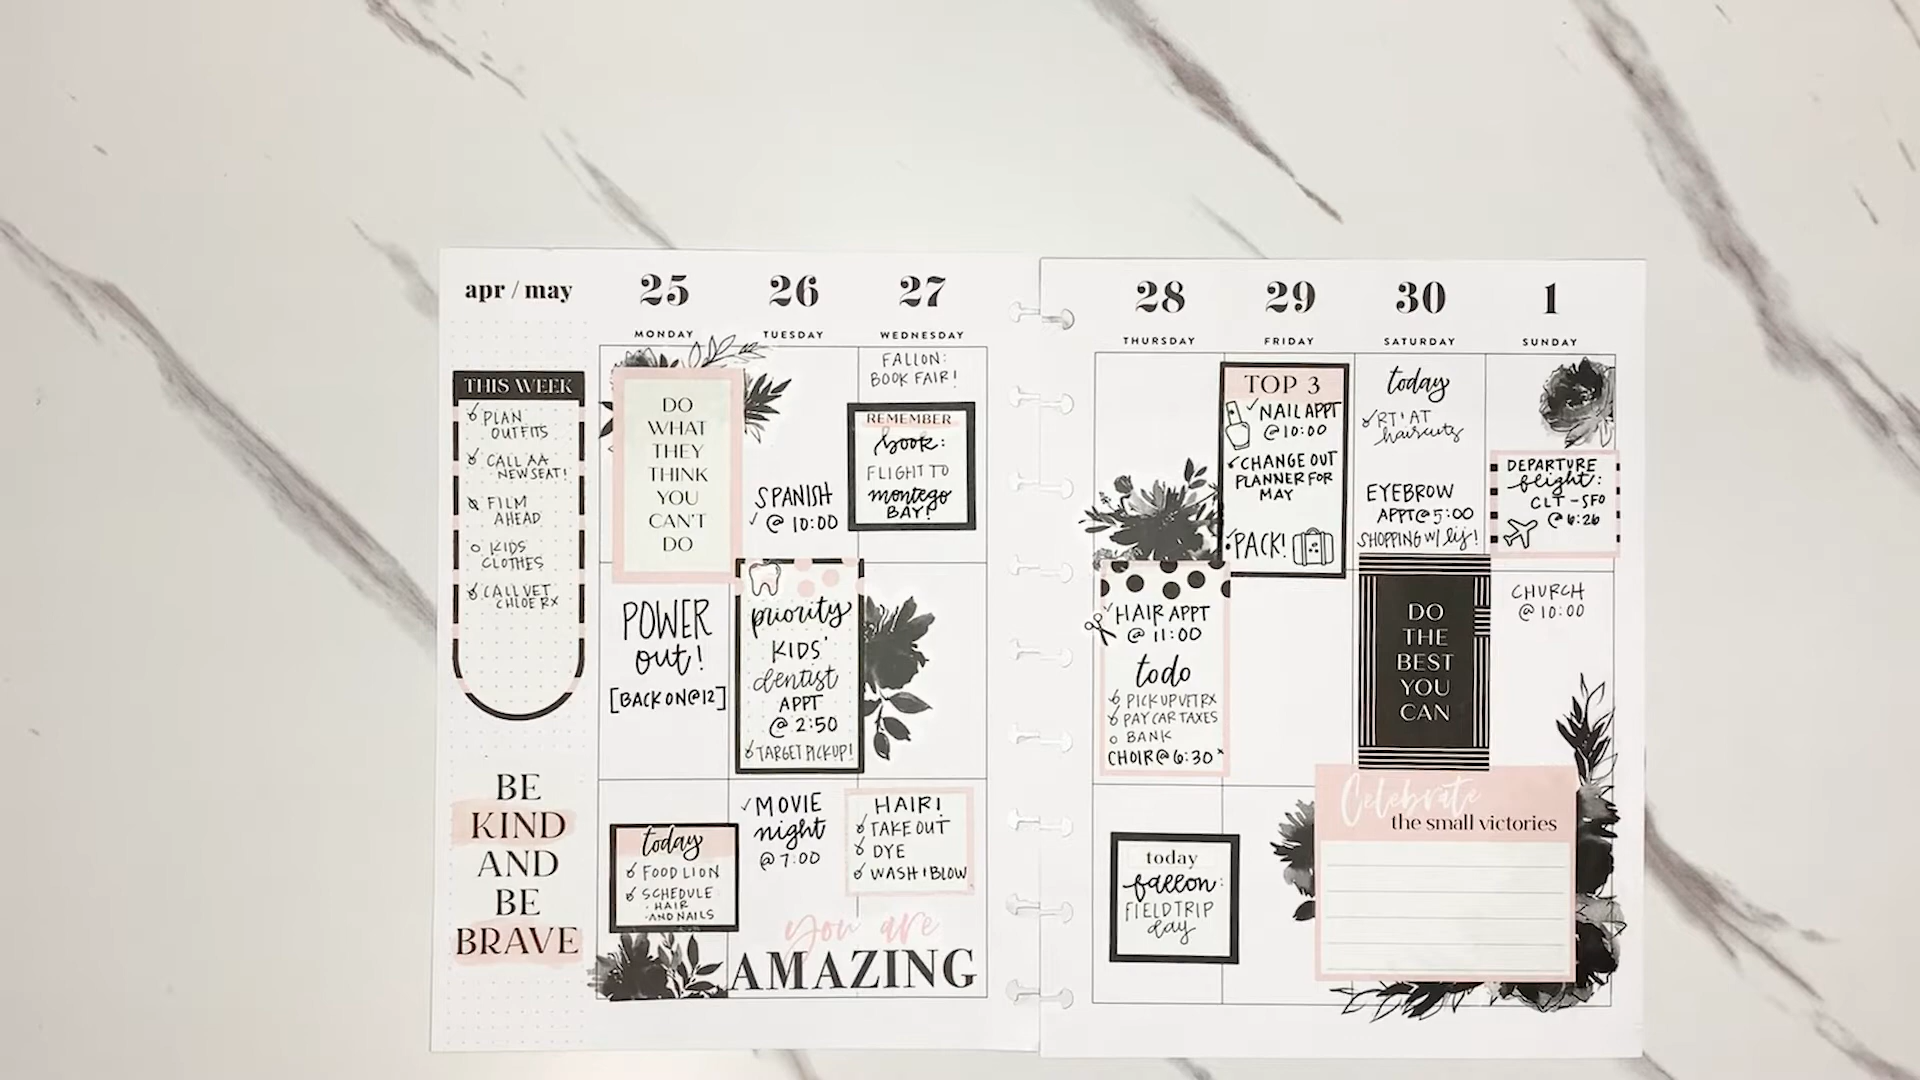 apr / may
THIS WEEK
PLAN
OUTFITS
CALL AA
NEW SEAT!
FILM
AHEAD
KIDS
CLOTHES
CALL VET
CHLOE RX
BE
KIND
AND
BE
BRAVE
25
MONDAY
DO
WHAT
THEY
THINK
YOU
CAN'T
DO
POWER
out!
[BACK ON @ 12]
today
FOOD LION
SCHEDULE
· HAIR
· AND NAILS
26
TUESDAY
SPANISH
@ 10:00
priority
KIDS'
dentist
APPT
@ 2:50
TARGET PICKUP!
MOVIE
night
@ 7:00
you are
AMAZING
27
WEDNESDAY
FALLON:
BOOK FAIR!
REMEMBER
book:
FLIGHT TO
montego
BAY!
HAIR!
TAKE OUT
DYE
WASH / BLOW
28
THURSDAY
HAIR APPT
@ 11:00
todo
PICK UP VET RX
PAY CAR TAXES
BANK
CHOIR @ 6:30*
today
fallon:
FIELD TRIP
day
29
FRIDAY
TOP 3
NAIL APPT
@ 10:00
CHANGE OUT
PLANNER FOR
MAY
PACK!
30
SATURDAY
today
RT' AT
haircuts
EYEBROW
APPT @ 5:00
SHOPPING w/ lij!
DO
THE
BEST
YOU
CAN
Celebrate
the small victories
1
SUNDAY
DEPARTURE
flight:
CLT - SFO
@ 6:26
CHURCH
@ 10:00